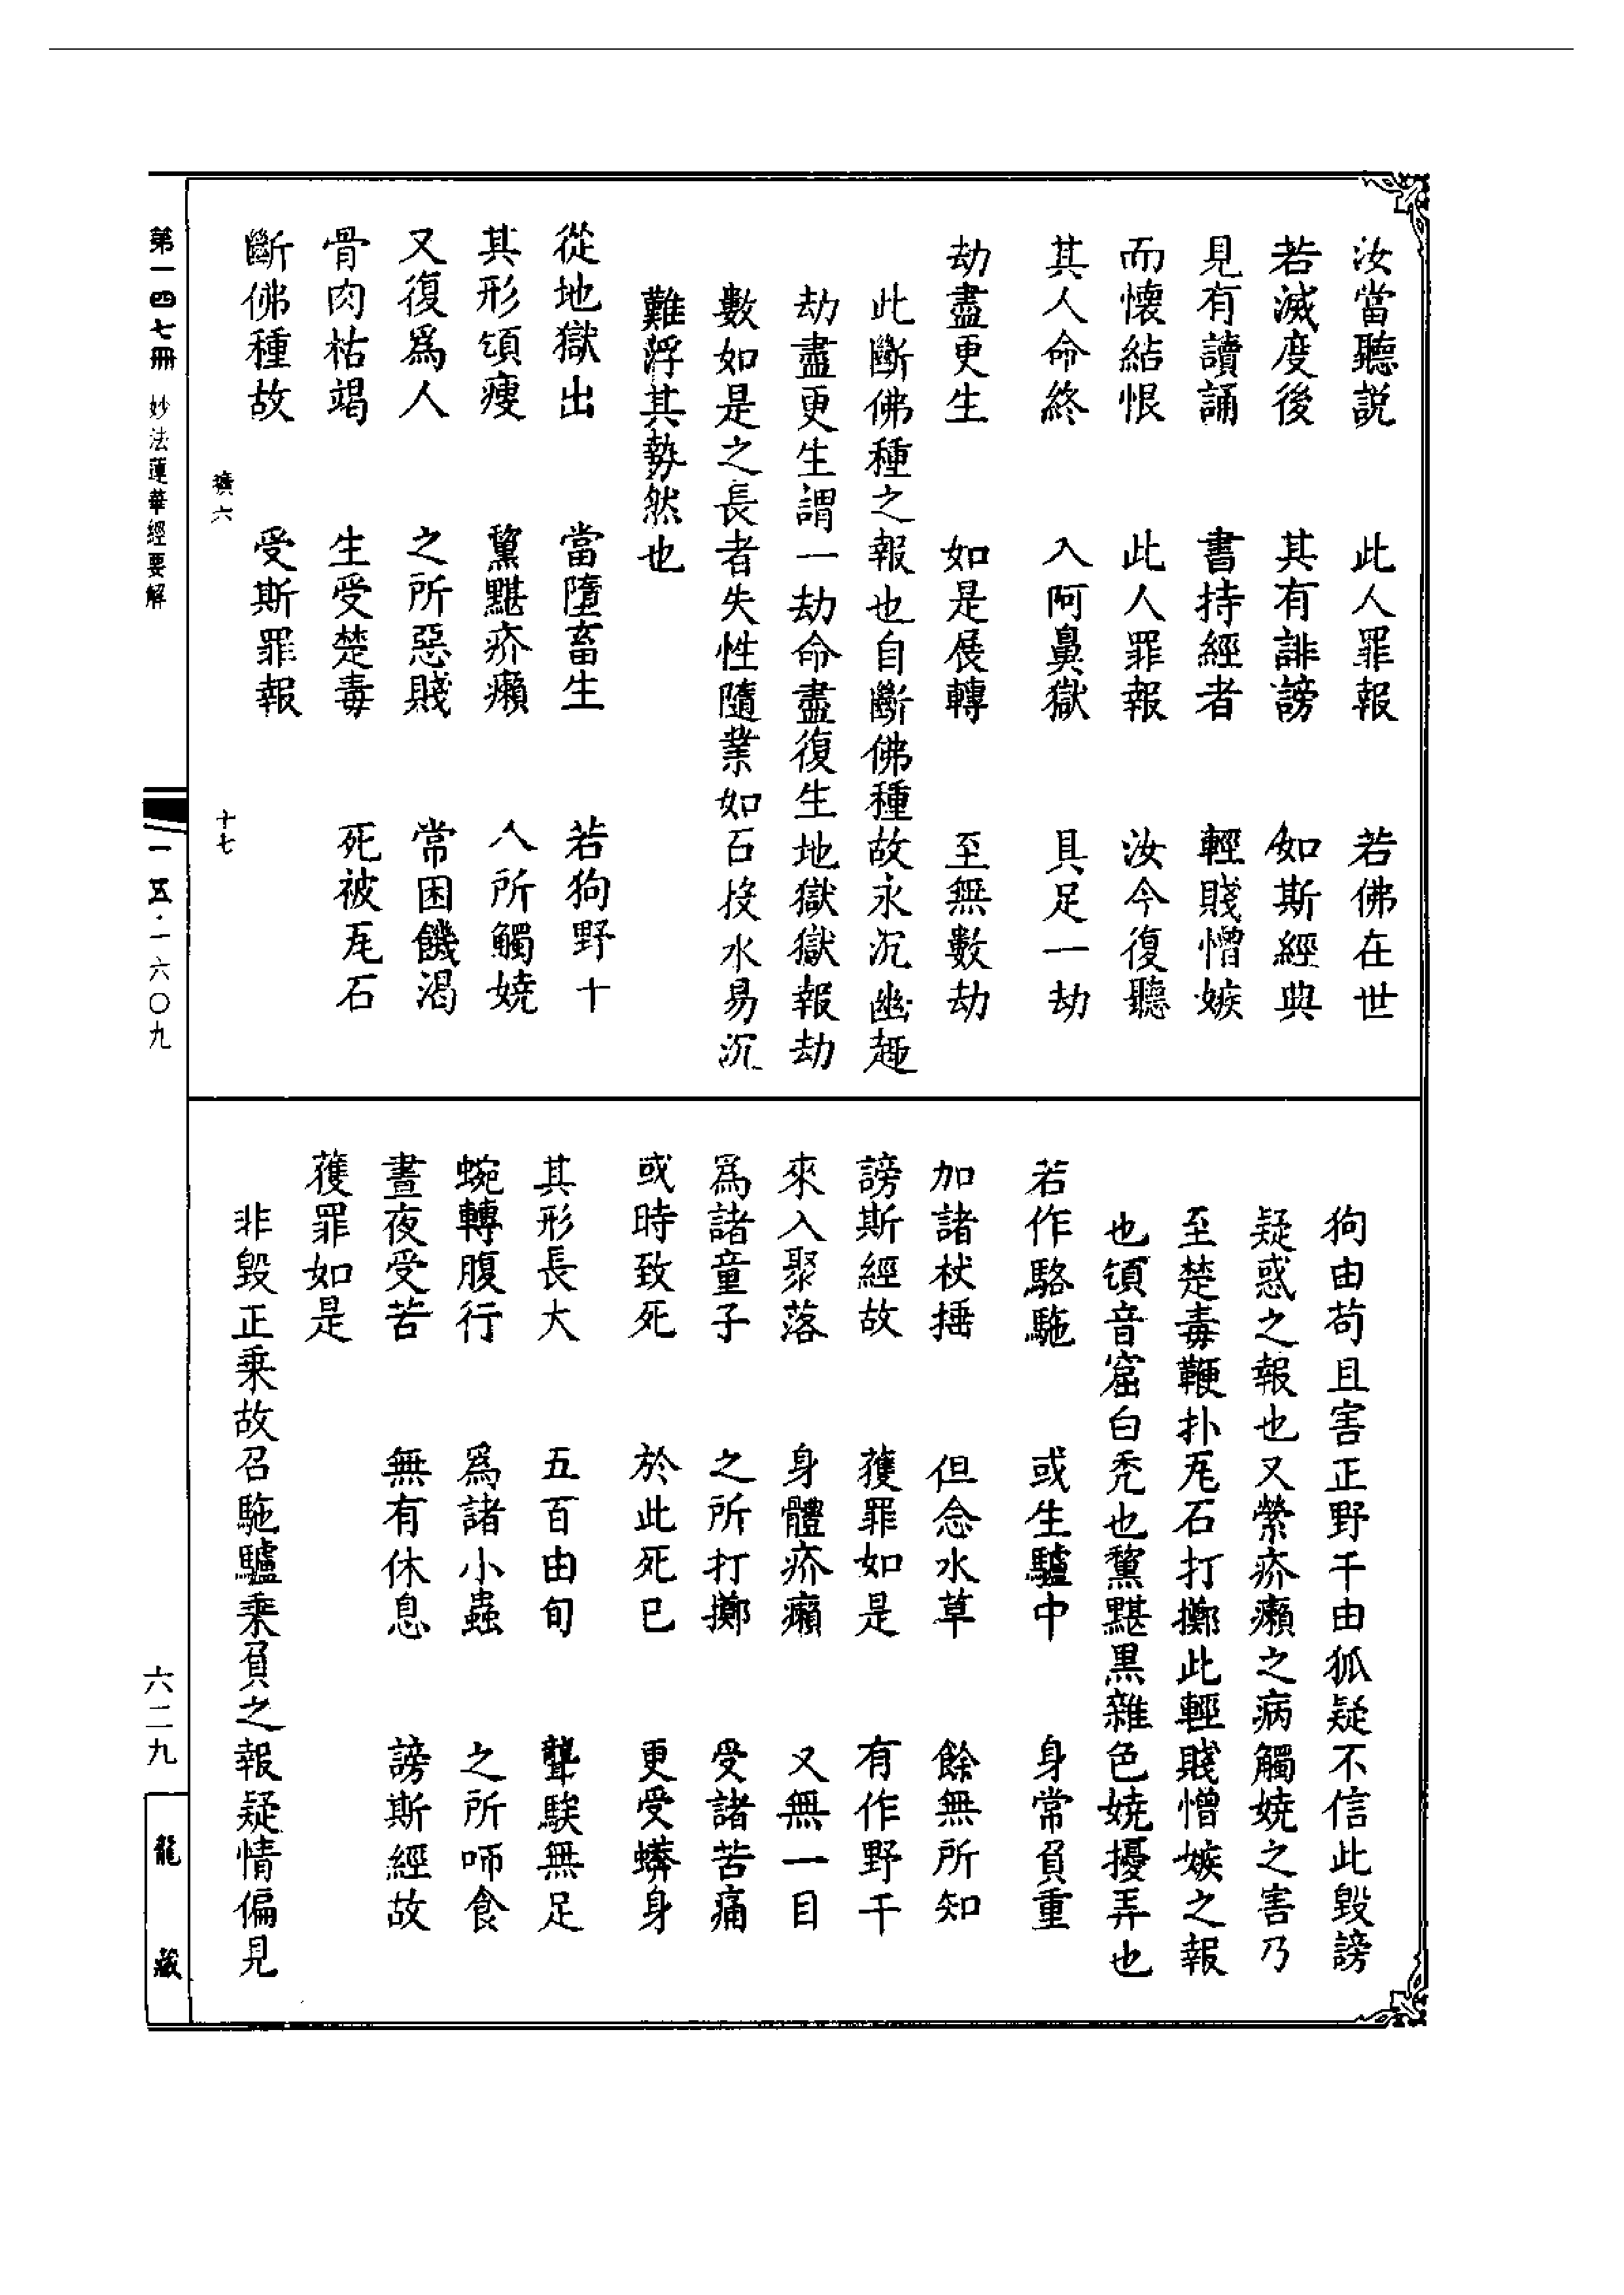 汝當聽説　此人罪報　若佛在世
若滅度後　其有誹謗　如斯經典
見有讀誦　書持經者　輕賤憎嫉
而懷結恨　此人罪報　汝今復聽
其人命終　入阿鼻獄　具足一劫
劫盡更生　如是展轉　至無數劫
此斷佛種之報也自斷佛種故永沉幽趣
劫盡更生謂一劫命盡復生地獄獄報劫
數如是之長者失性隨業如石投水易沉
難浮其勢然也
從地獄出　當墮畜生　若狗野干
其形頎瘦　黧黮疥癩　人所觸嬈
又復爲人　之所惡賤　常困饑渴
骨肉枯竭　生受楚毒　死被瓦石
斷佛種故　受斯罪報
狗由苟且害正野干由狐疑不信此毀謗
疑惑之報也又縈疥癩之病觸嬈之害乃
至楚毒鞭扑瓦石打擲此輕賤憎嫉之報
也頎音窟白禿也黧黮黒雜色嬈擾弄也
若作駱駞　或生驢中　身常負重
加諸杖捶　但念水草　餘無所知
謗斯經故　獲罪如是　有作野干
來入聚落　身體疥癩　又無一目
爲諸童子　之所打擲　受諸苦痛
或時致死　於此死已　更受蟒身
其形長大　五百由旬　聾騃無足
蜿轉腹行　爲諸小蟲　之所咂食
晝夜受苦　無有休息　謗斯經故
獲罪如是
非毀正乘故召駞驢乘負之報疑情偏見
第一四七冊　妙法蓮華經要解
六　十七
一五·一六〇九
六二九
龍藏